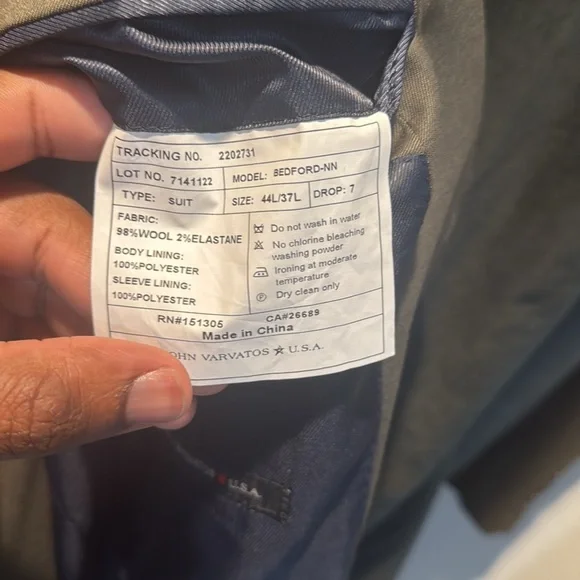 TRACKING NO. 2202731
LOT NO. 7141122 MODEL: BEDFORD-NN
TYPE: SUIT SIZE: 44L/37L DROP: 7
FABRIC:
98%WOOL 2%ELASTANE
BODY LINING:
100%POLYESTER
SLEEVE LINING:
100%POLYESTER
Do not wash in water
No chlorine bleaching
washing powder
Ironing at moderate
temperature
Dry clean only
RN#151305 CA#26689
Made in China
OHN VARVATOS ★ U.S.A.
U.S.A.